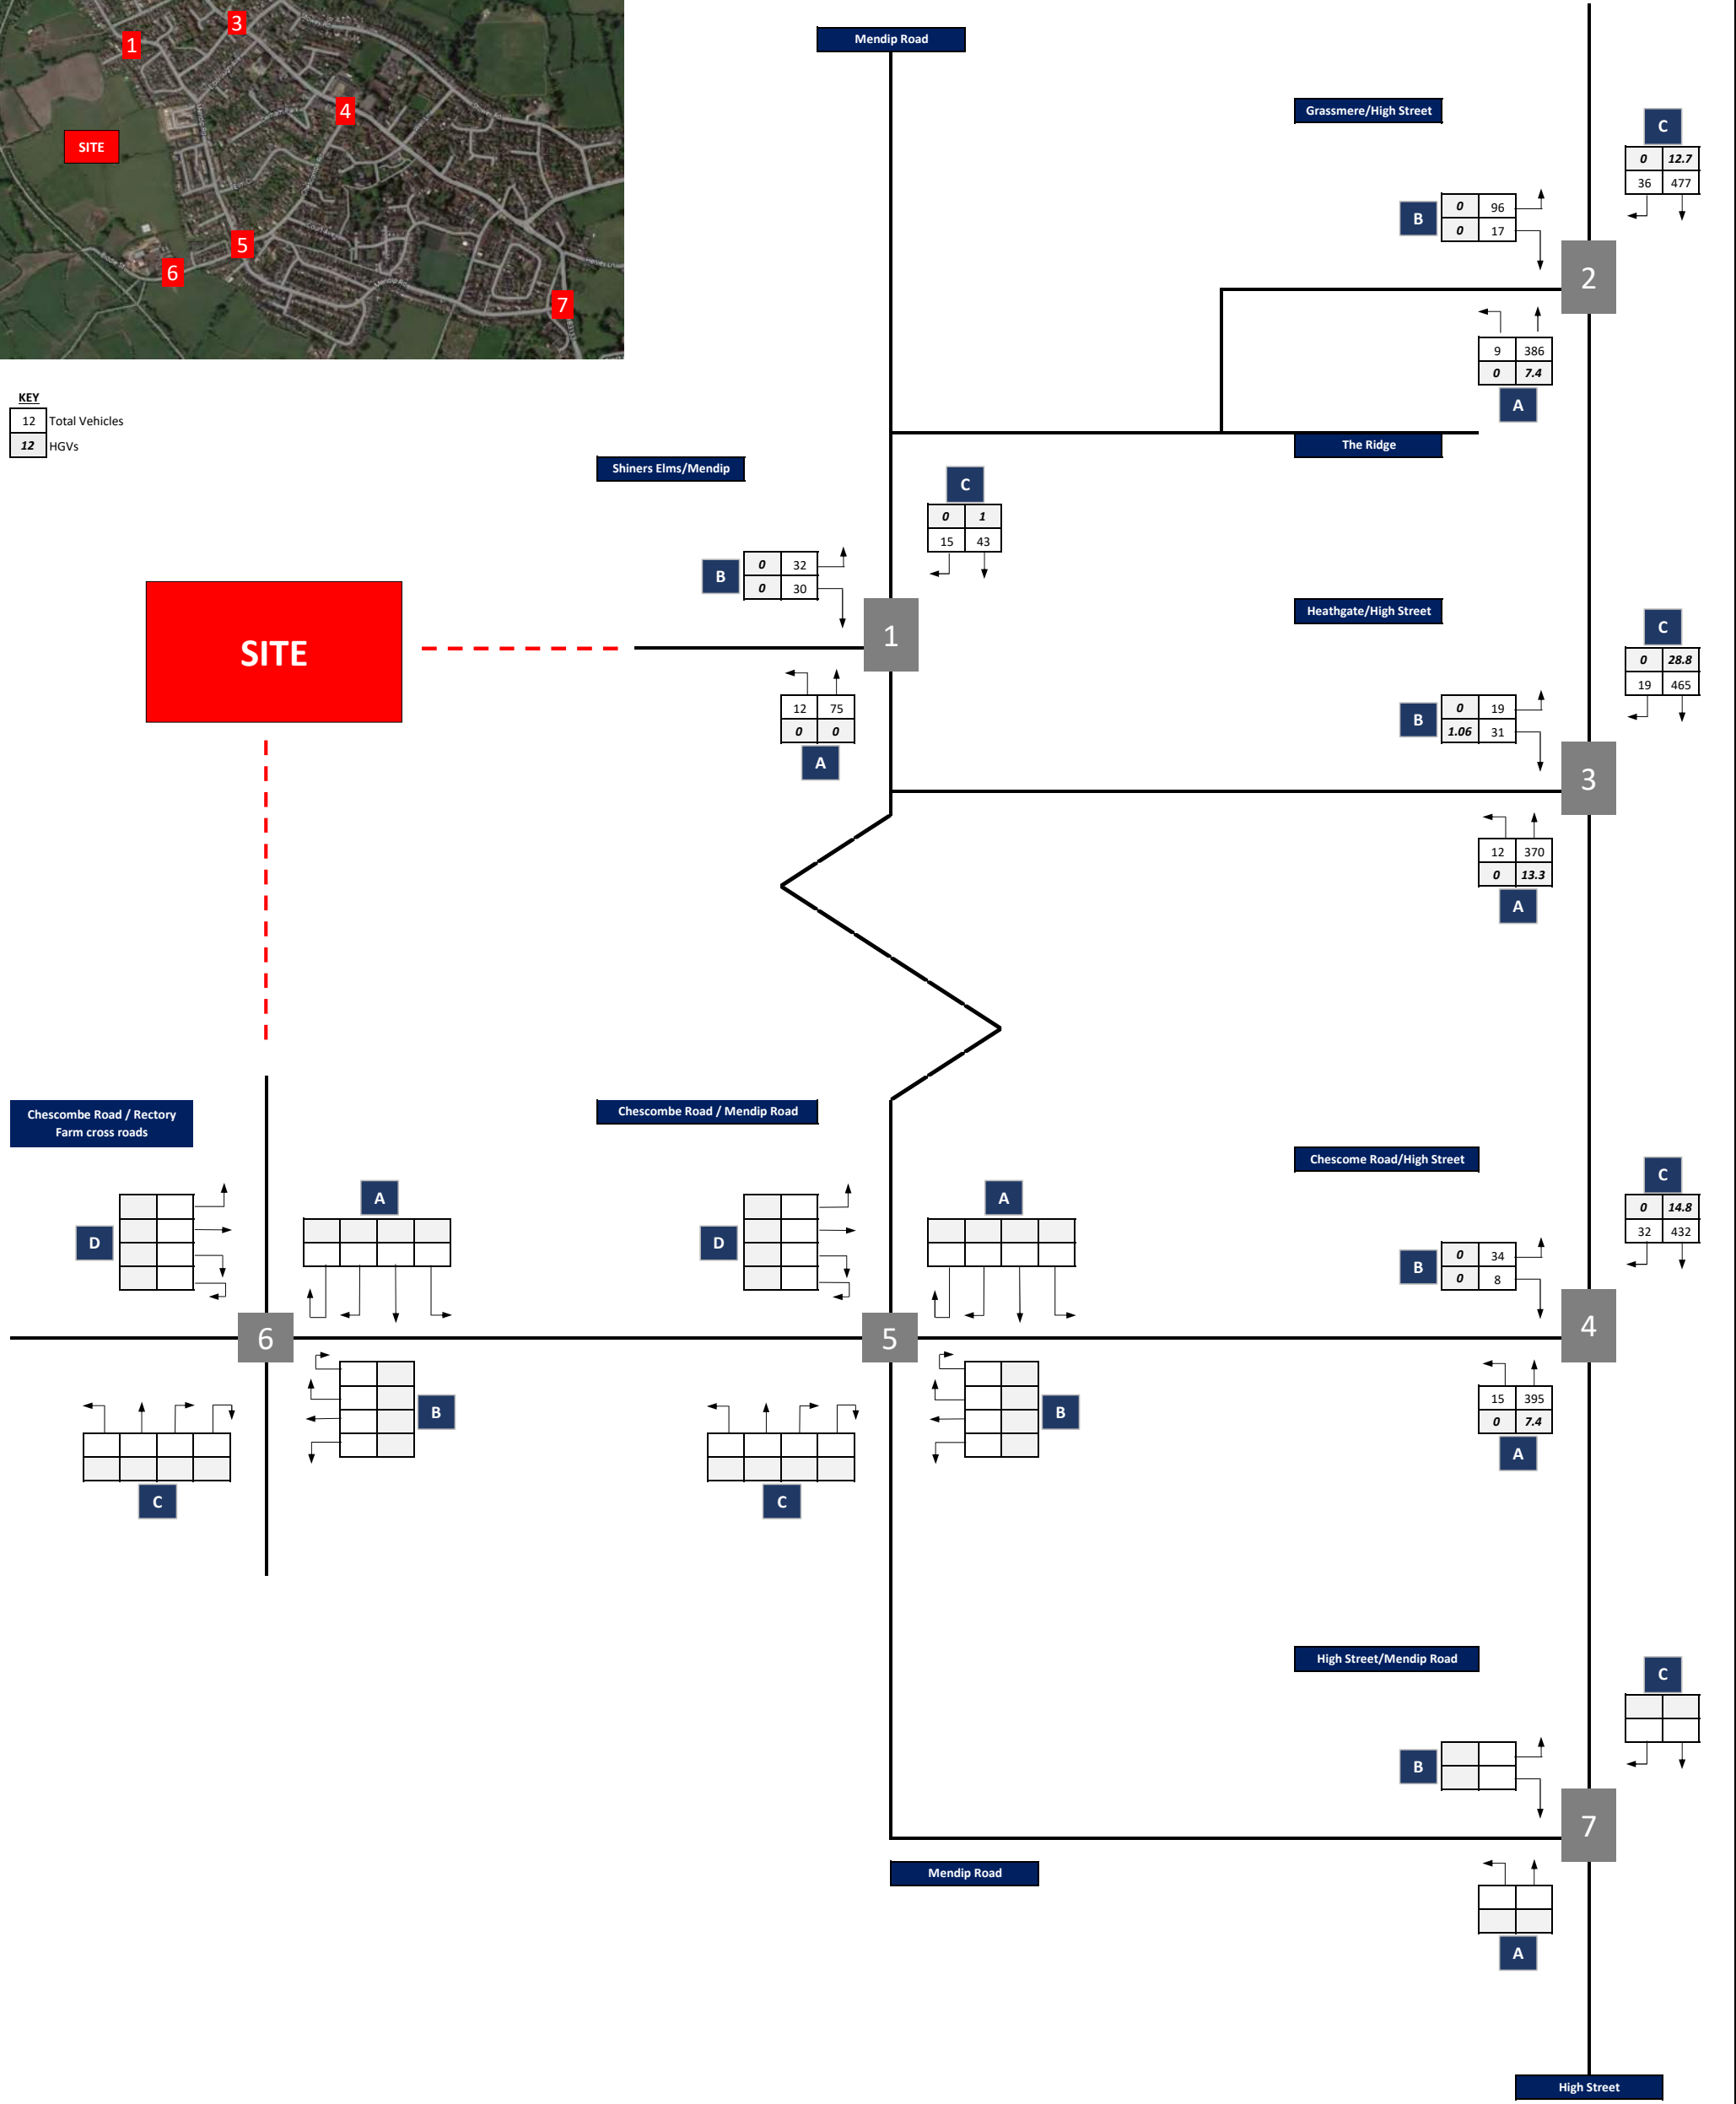 3
1
4
SITE
5
6
7
Mendip Road
Grassmere/High Street
C
0 12.7
36 477
B
0 96
0 17
2
9 386
0 7.4
A
KEY
12 Total Vehicles
12 HGVs
The Ridge
Shiners Elms/Mendip
C
0 1
15 43
B
0 32
0 30
1
12 75
0 0
A
SITE
Heathgate/High Street
C
0 28.8
19 465
B
0 19
1.06 31
3
12 370
0 13.3
A
Chescombe Road / Rectory
Farm cross roads
A
D
6
B
C
Chescombe Road / Mendip Road
A
D
5
B
C
Chescome Road/High Street
C
0 14.8
32 432
B
0 34
0 8
4
15 395
0 7.4
A
High Street/Mendip Road
C
B
7
Mendip Road
A
High Street